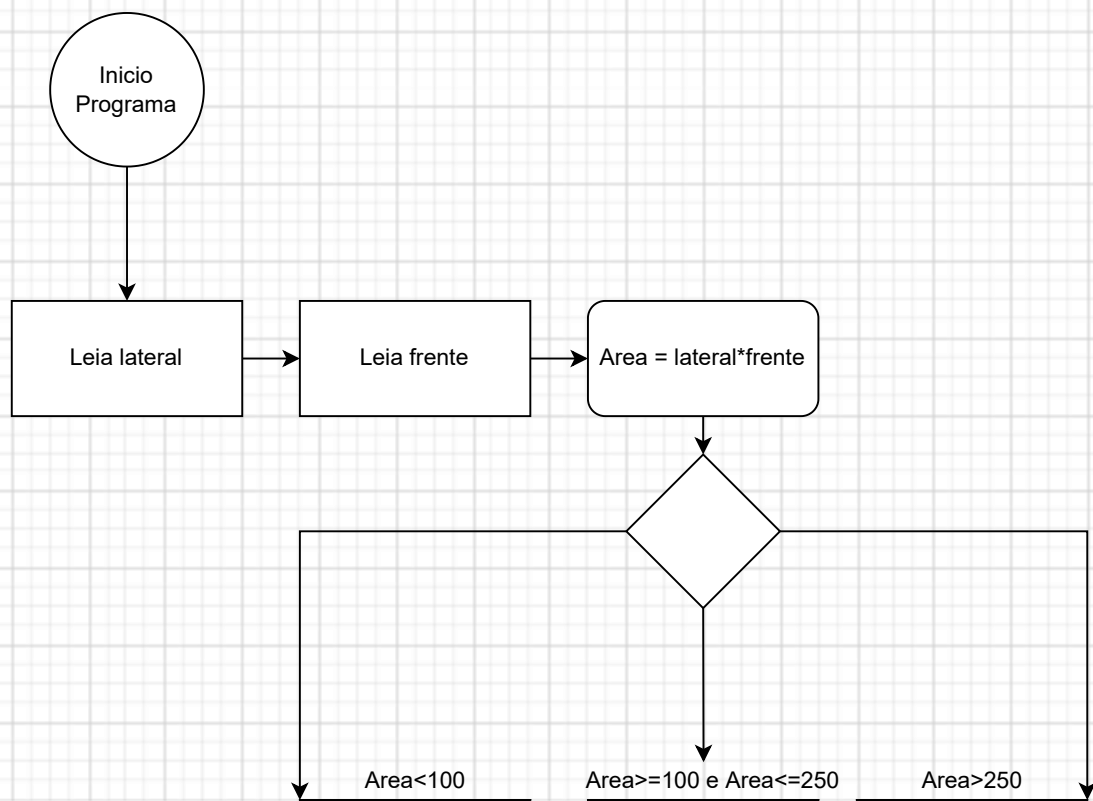 Inicio
Programa
Leia lateral
Leia frente
Area = lateral*frente
Area<100
Area>=100 e Area<=250
Area>250